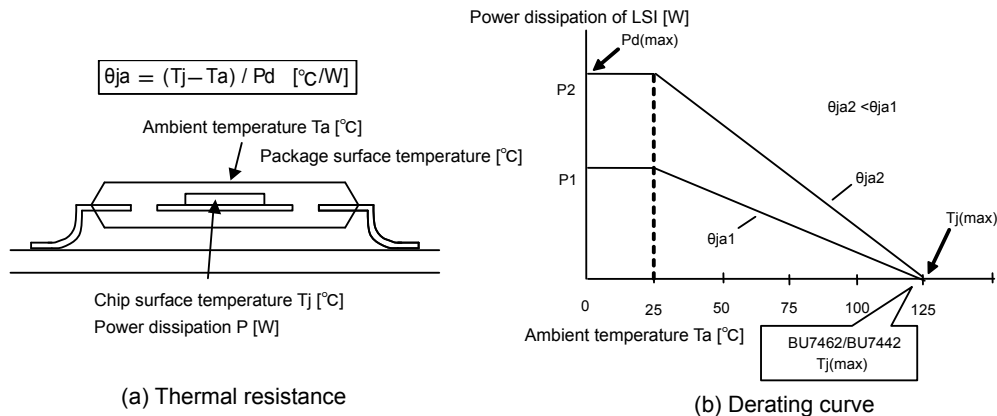 θja = (Tj−Ta) / Pd [℃/W]
Ambient temperature Ta [℃]
Package surface temperature [℃]
Chip surface temperature Tj [℃]
Power dissipation P [W]
(a) Thermal resistance
Power dissipation of LSI [W]
Pd(max)
P2
θja2 <θja1
P1
θja2
θja1
Tj(max)
0 25 50 75 100 125
Ambient temperature Ta [℃]
BU7462/BU7442
Tj(max)
(b) Derating curve